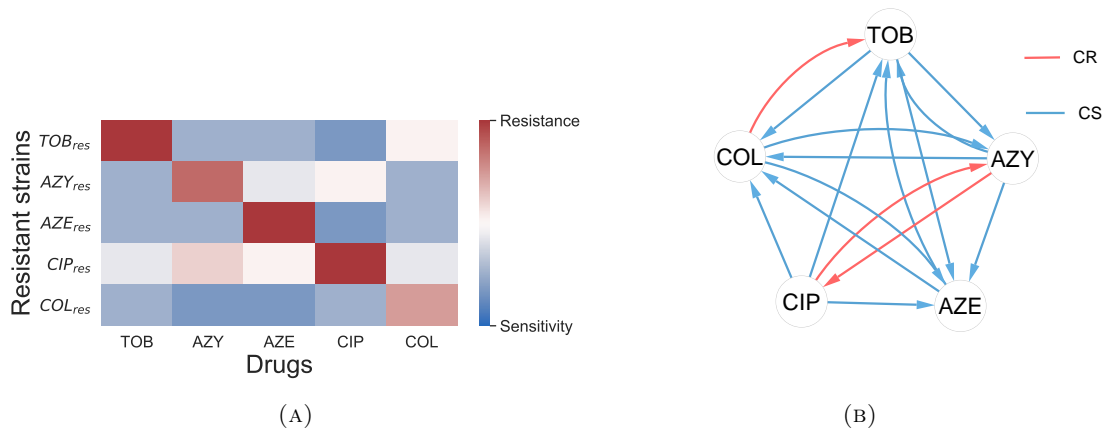 Resistant strains
TOBres
AZYres
AZEres
CIPres
COLres
TOB AZY AZE CIP COL
Drugs
Resistance
Sensitivity
(A)
TOB
COL
AZY
CIP
AZE
CR
CS
(B)